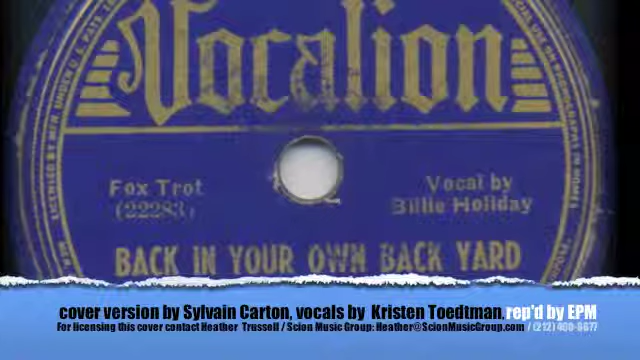 Vocalion
Fox Trot
(22283)
Vocal by
Billie Holiday
BACK IN YOUR OWN BACK YARD
cover version by Sylvain Carton, vocals by Kristen Toedtman, rep'd by EPM
For licensing this cover contact Heather Trussell / Scion Music Group: Heather@ScionMusicGroup.com / (212)